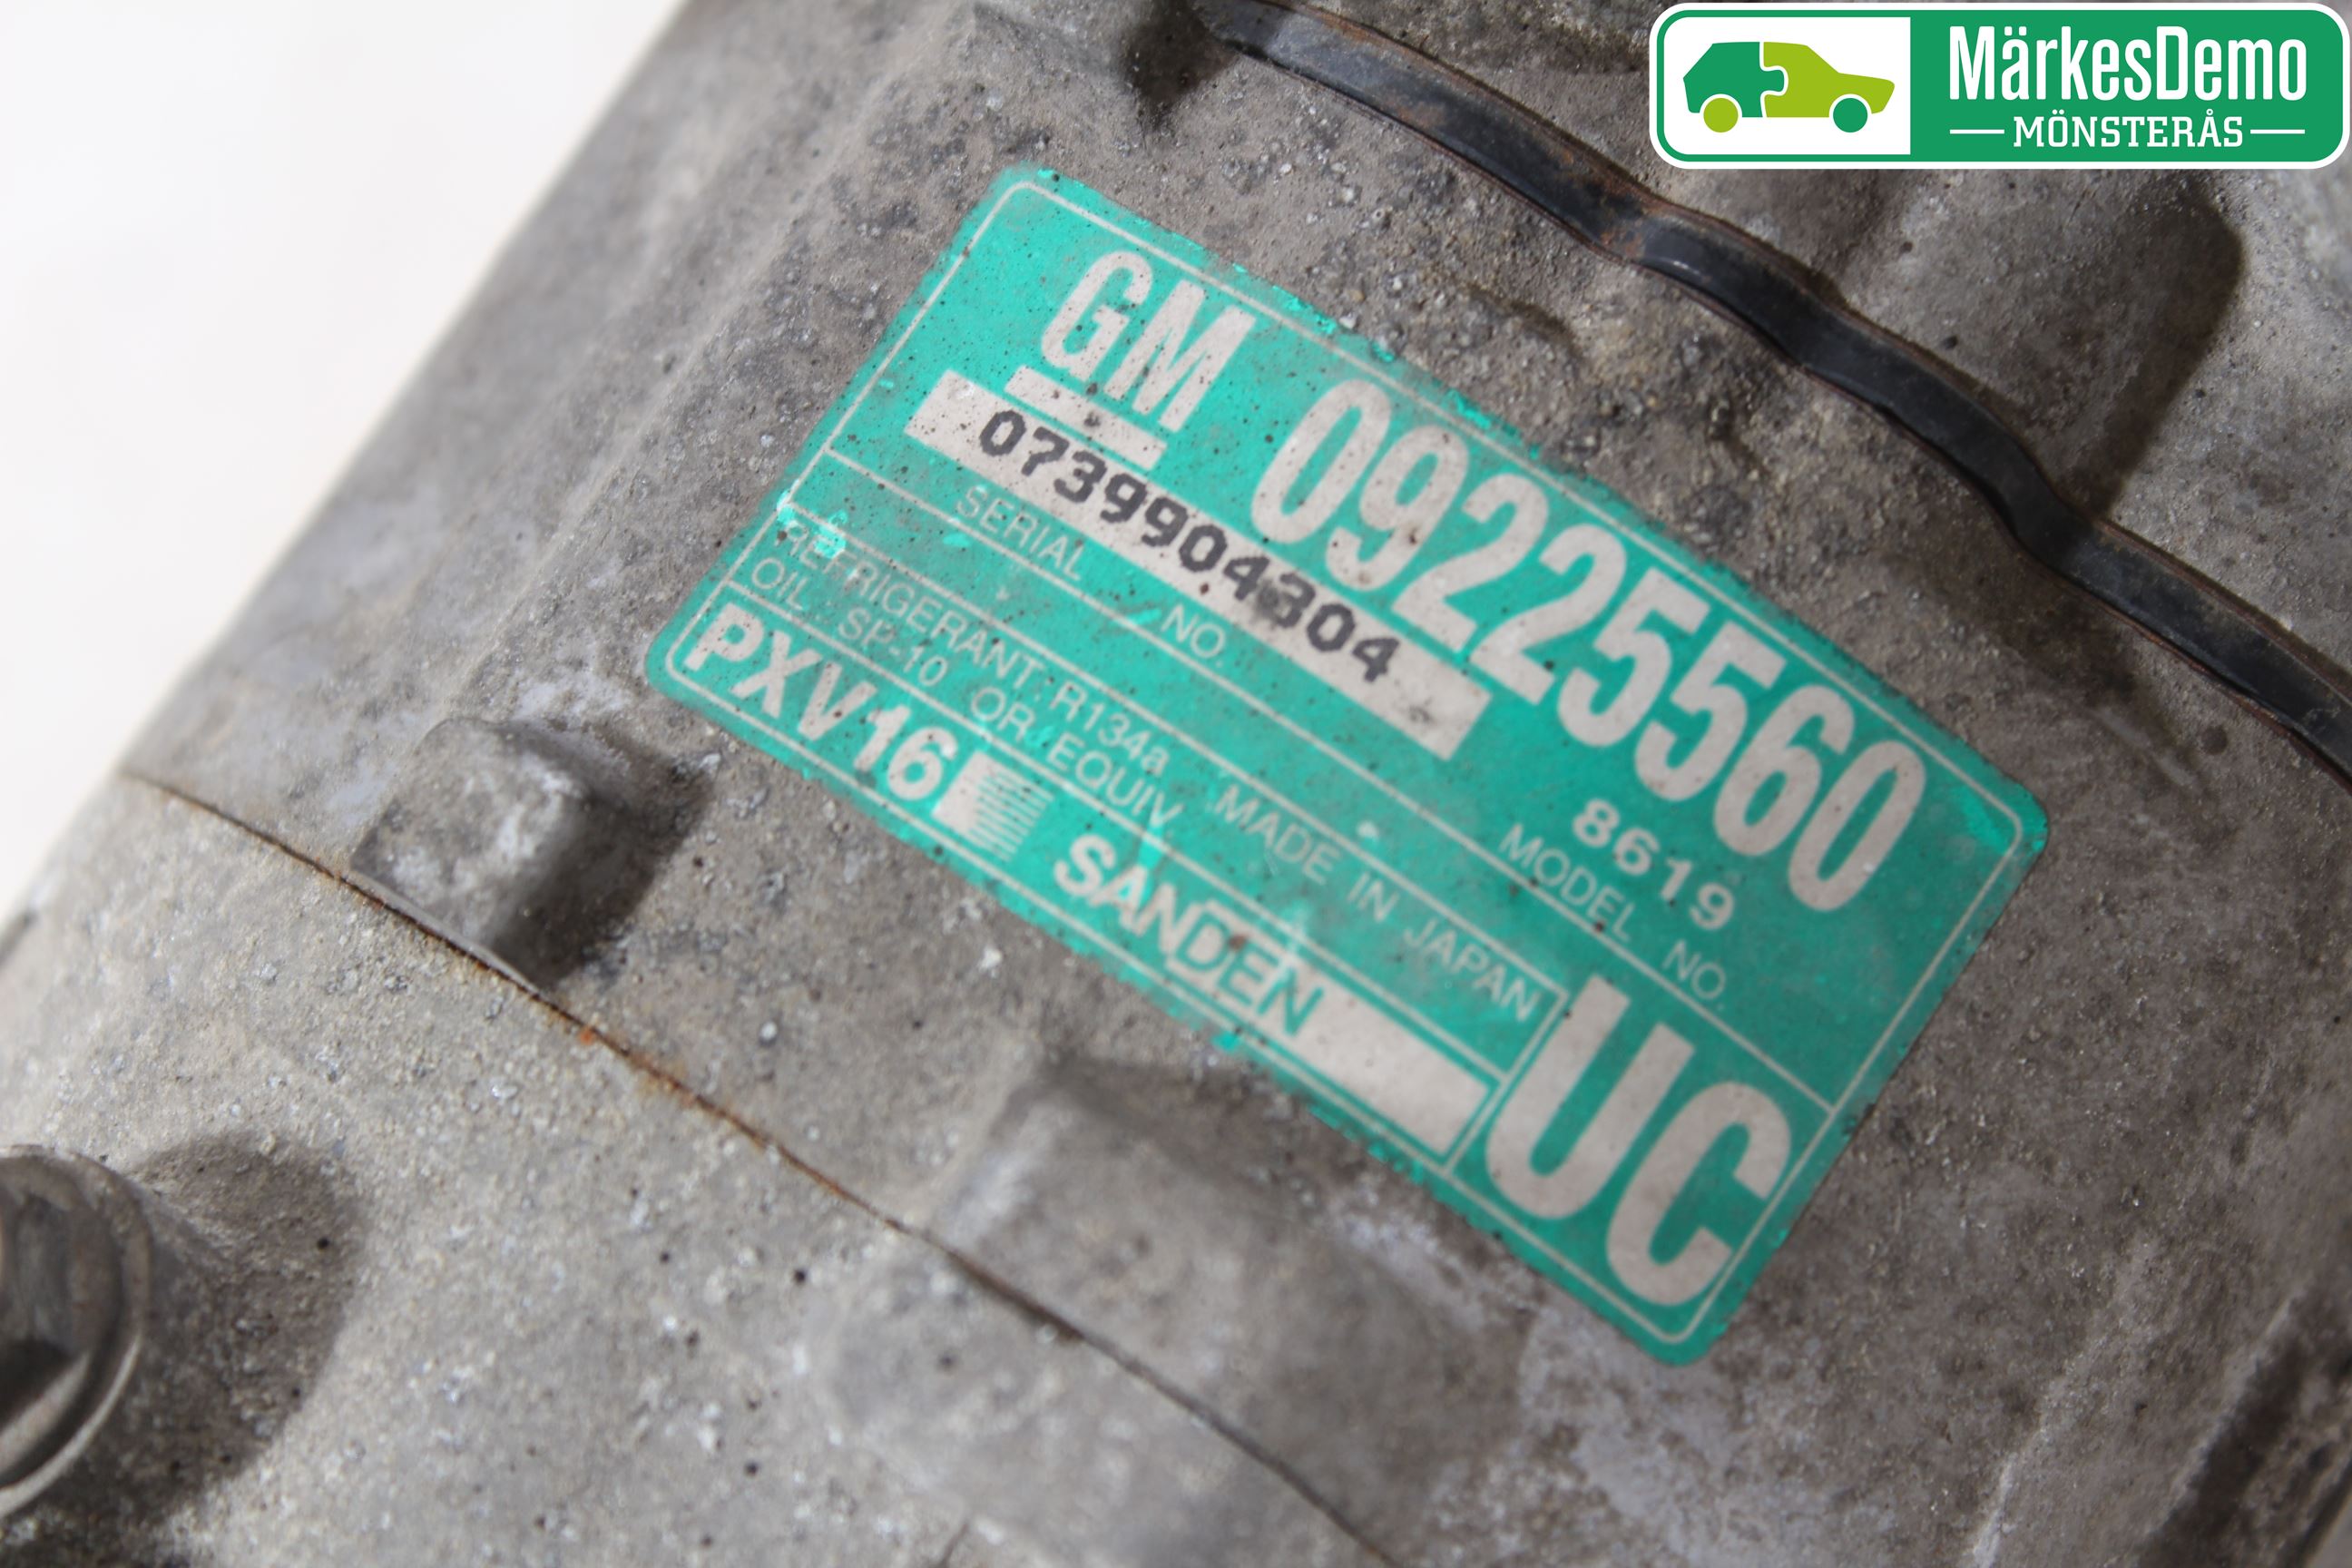 MärkesDemo
MÖNSTERÅS
GM 09225560
0739904304 8619
SERIAL NO. MODEL NO.
REFRIGERANT: R134a MADE IN JAPAN
OIL: SP-10 OR EQUIV.
PXV16 SANDEN UC